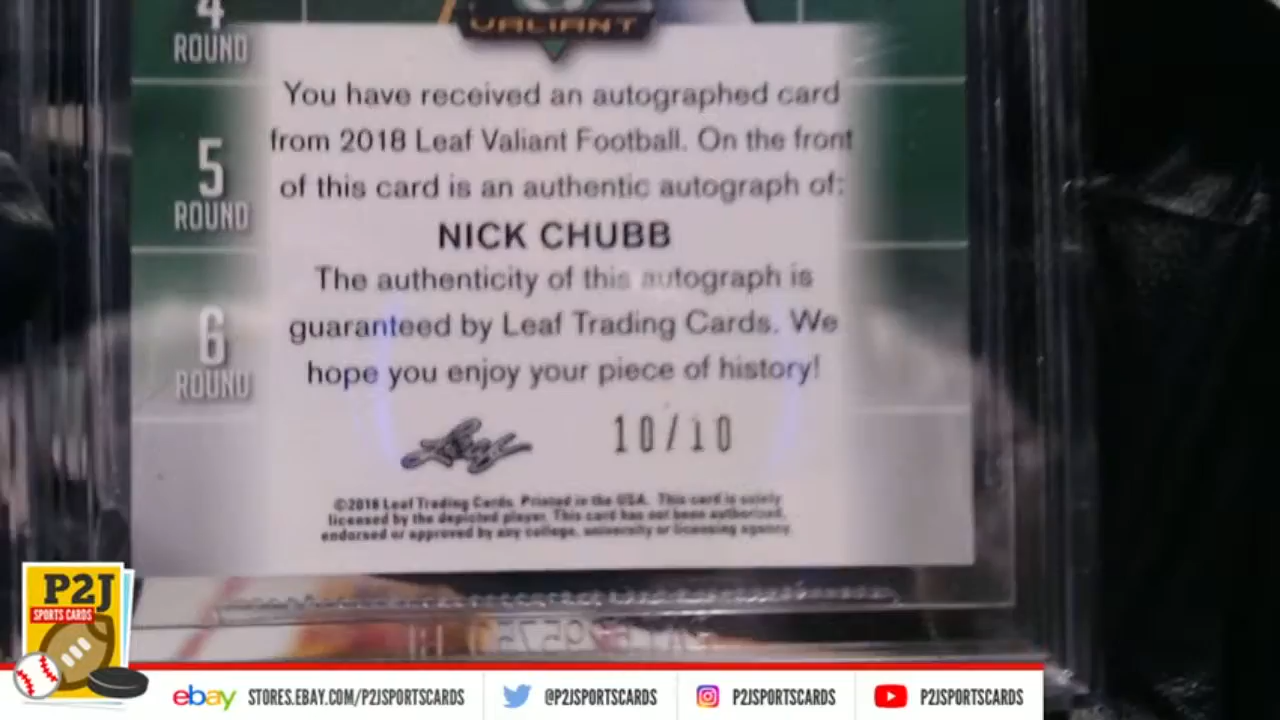 4
ROUND
VALIANT
You have received an autographed card
from 2018 Leaf Valiant Football. On the front
5
ROUND
of this card is an authentic autograph of:
NICK CHUBB
The authenticity of this autograph is
6
ROUND
guaranteed by Leaf Trading Cards. We
hope you enjoy your piece of history!
Leaf
10/10
©2018 Leaf Trading Cards. Printed in the USA. This card is solely
licensed by the depicted player. This card has not been authorized,
endorsed or approved by any college, university or licensing agency.
P2J
SPORTS CARDS
ebay STORES.EBAY.COM/P2JSPORTSCARDS
@P2JSPORTSCARDS
P2JSPORTSCARDS
P2JSPORTSCARDS